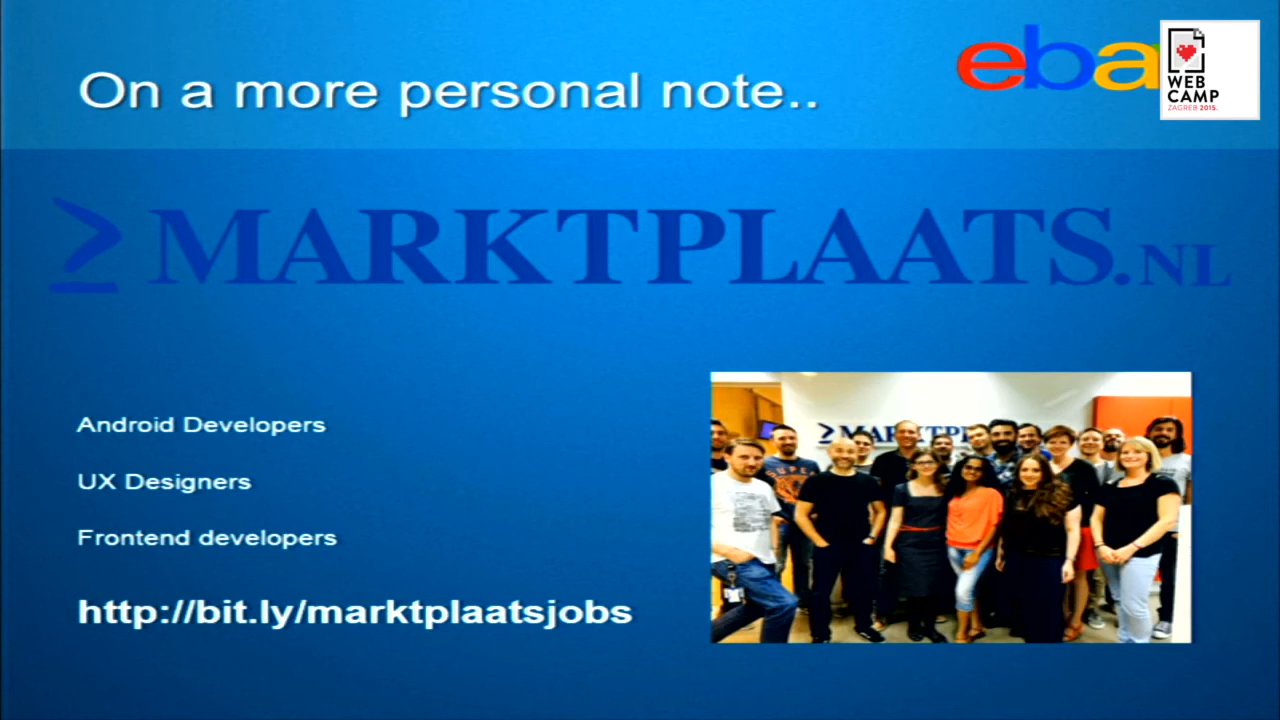 On a more personal note..
eba
WEB
CAMP
ZAGREB 2015.
≥ MARKTPLAATS.NL
Android Developers
UX Designers
Frontend developers
http://bit.ly/marktplaatsjobs